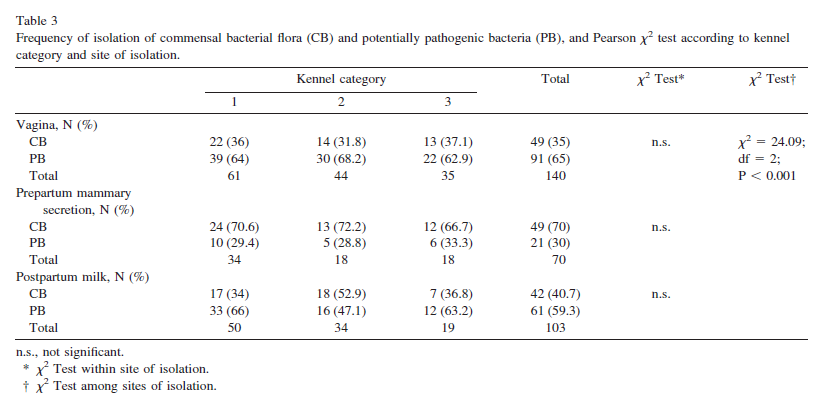 Table 3
Frequency of isolation of commensal bacterial flora (CB) and potentially pathogenic bacteria (PB), and Pearson χ² test according to kennel
category and site of isolation.
Kennel category Total χ² Test* χ² Test†
1 2 3
Vagina, N (%)
CB 22 (36) 14 (31.8) 13 (37.1) 49 (35) n.s. χ² = 24.09;
PB 39 (64) 30 (68.2) 22 (62.9) 91 (65) df = 2;
Total 61 44 35 140 P < 0.001
Prepartum mammary
secretion, N (%)
CB 24 (70.6) 13 (72.2) 12 (66.7) 49 (70) n.s.
PB 10 (29.4) 5 (28.8) 6 (33.3) 21 (30)
Total 34 18 18 70
Postpartum milk, N (%)
CB 17 (34) 18 (52.9) 7 (36.8) 42 (40.7) n.s.
PB 33 (66) 16 (47.1) 12 (63.2) 61 (59.3)
Total 50 34 19 103
n.s., not significant.
* χ² Test within site of isolation.
† χ² Test among sites of isolation.